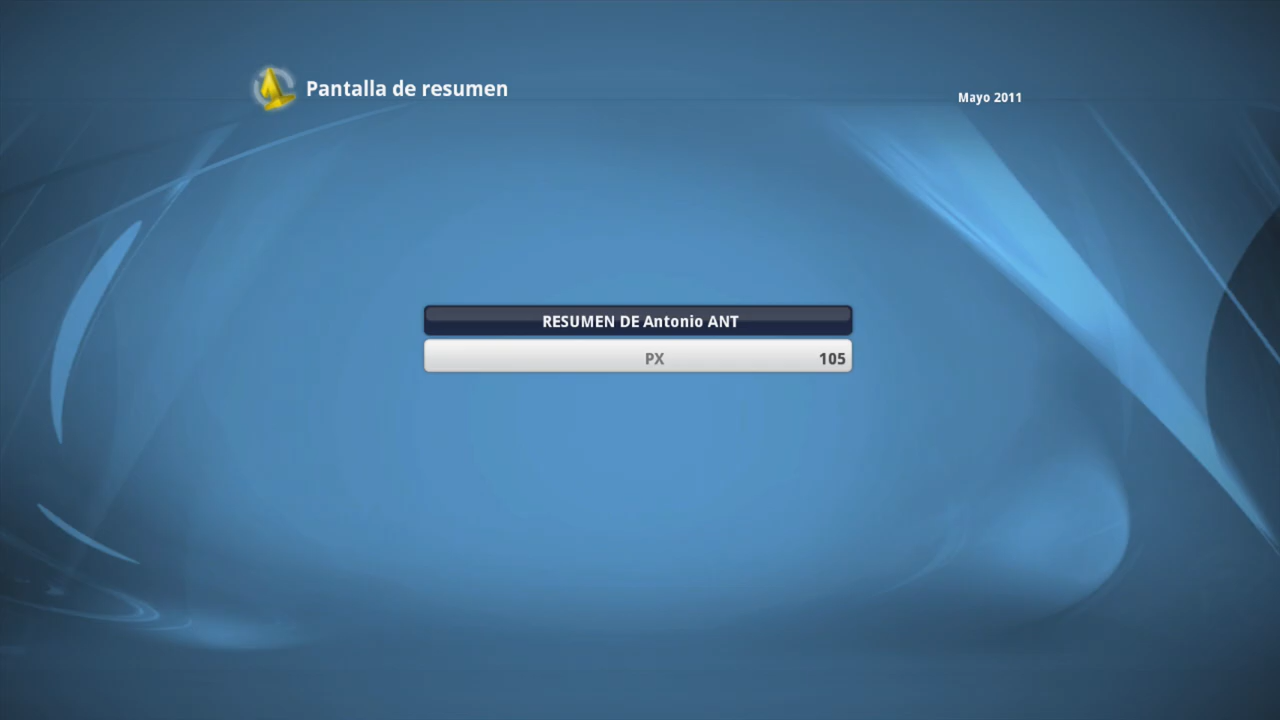 Pantalla de resumen
Mayo 2011
RESUMEN DE Antonio ANT
PX 105